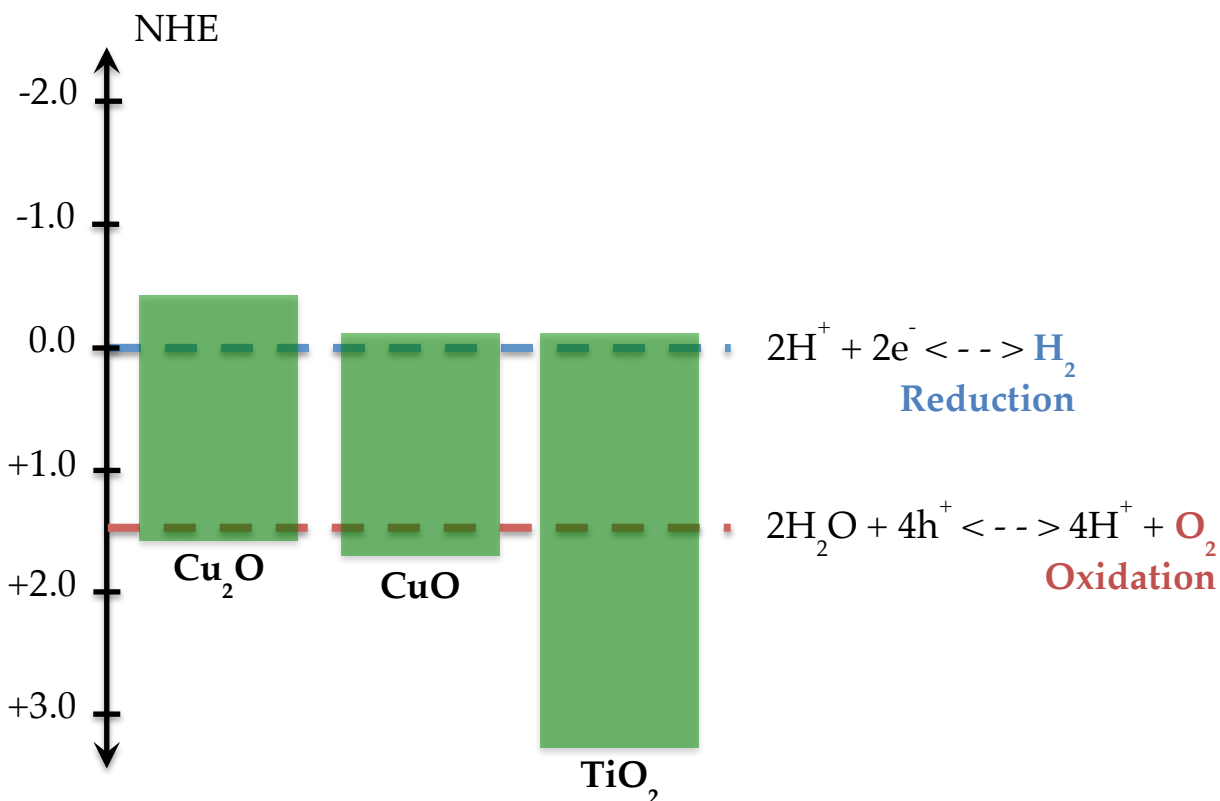 NHE
-2.0
-1.0
0.0
+1.0
+2.0
+3.0
Cu₂O
CuO
TiO₂
2H⁺ + 2e⁻ < - - > H₂
Reduction
2H₂O + 4h⁺ < - - > 4H⁺ + O₂
Oxidation